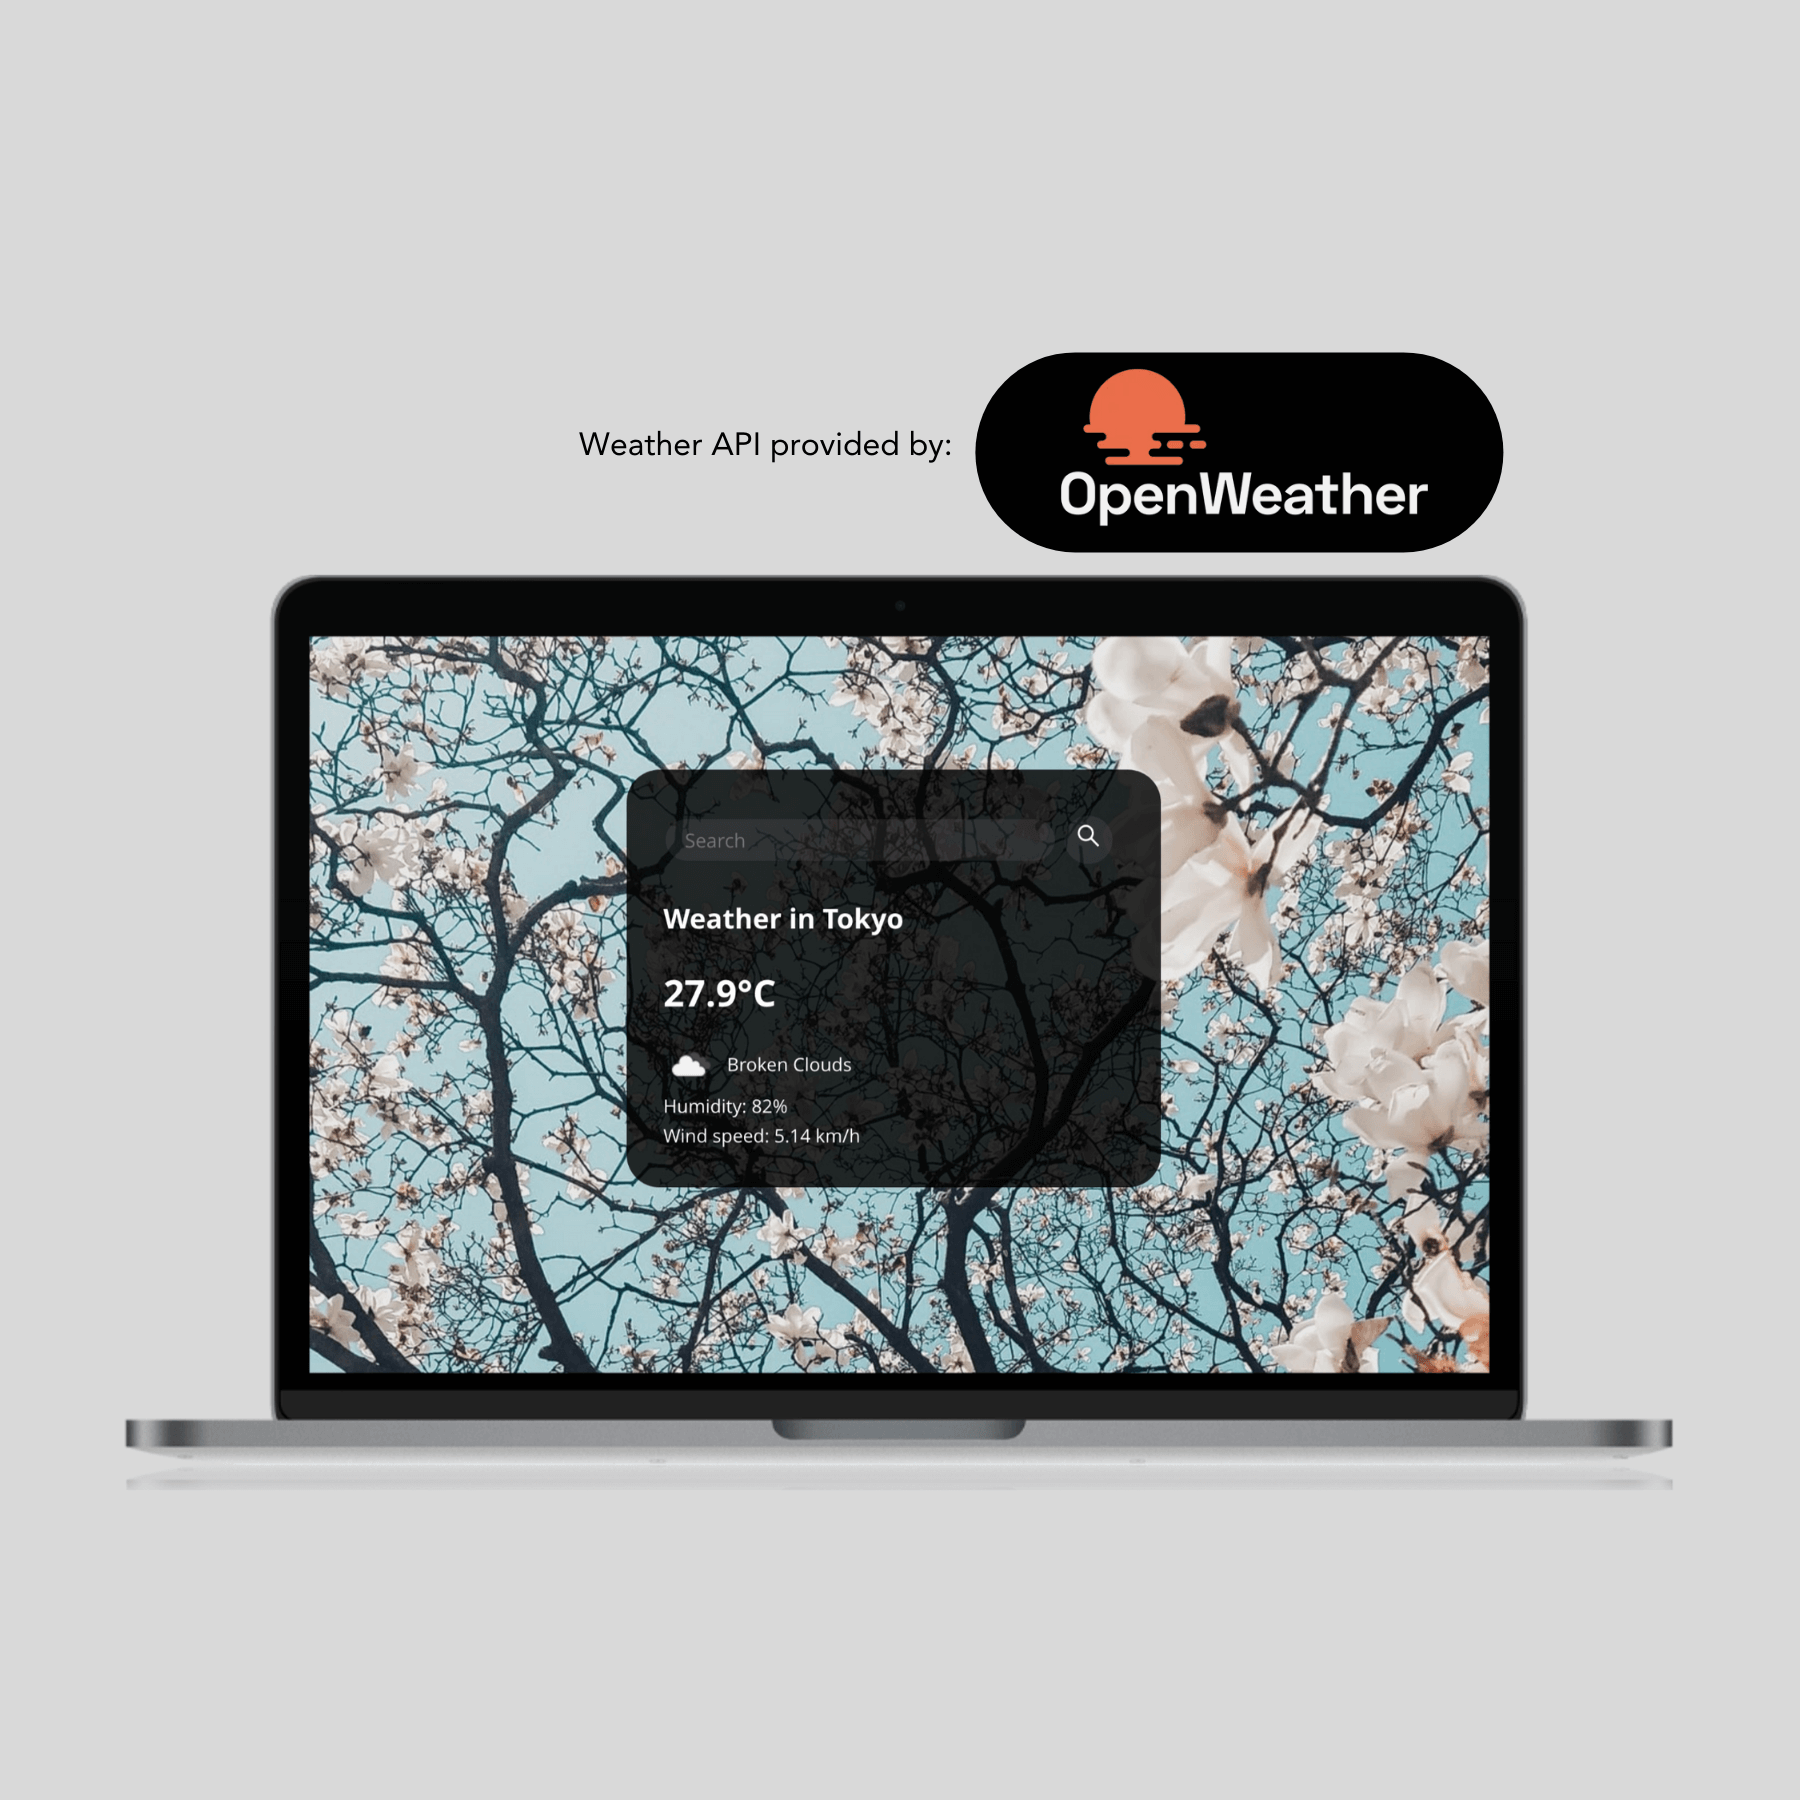 Weather API provided by:
OpenWeather
Search
Weather in Tokyo
27.9°C
Broken Clouds
Humidity: 82%
Wind speed: 5.14 km/h